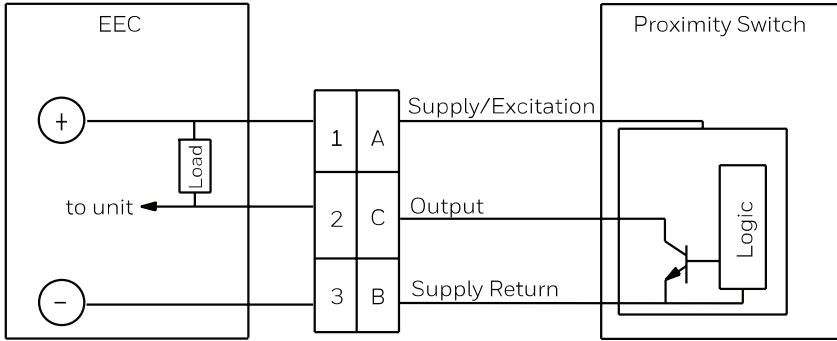 EEC
Proximity Switch
+
Supply/Excitation
1 A
Load
to unit
Output
2 C
Logic
Supply Return
−
3 B